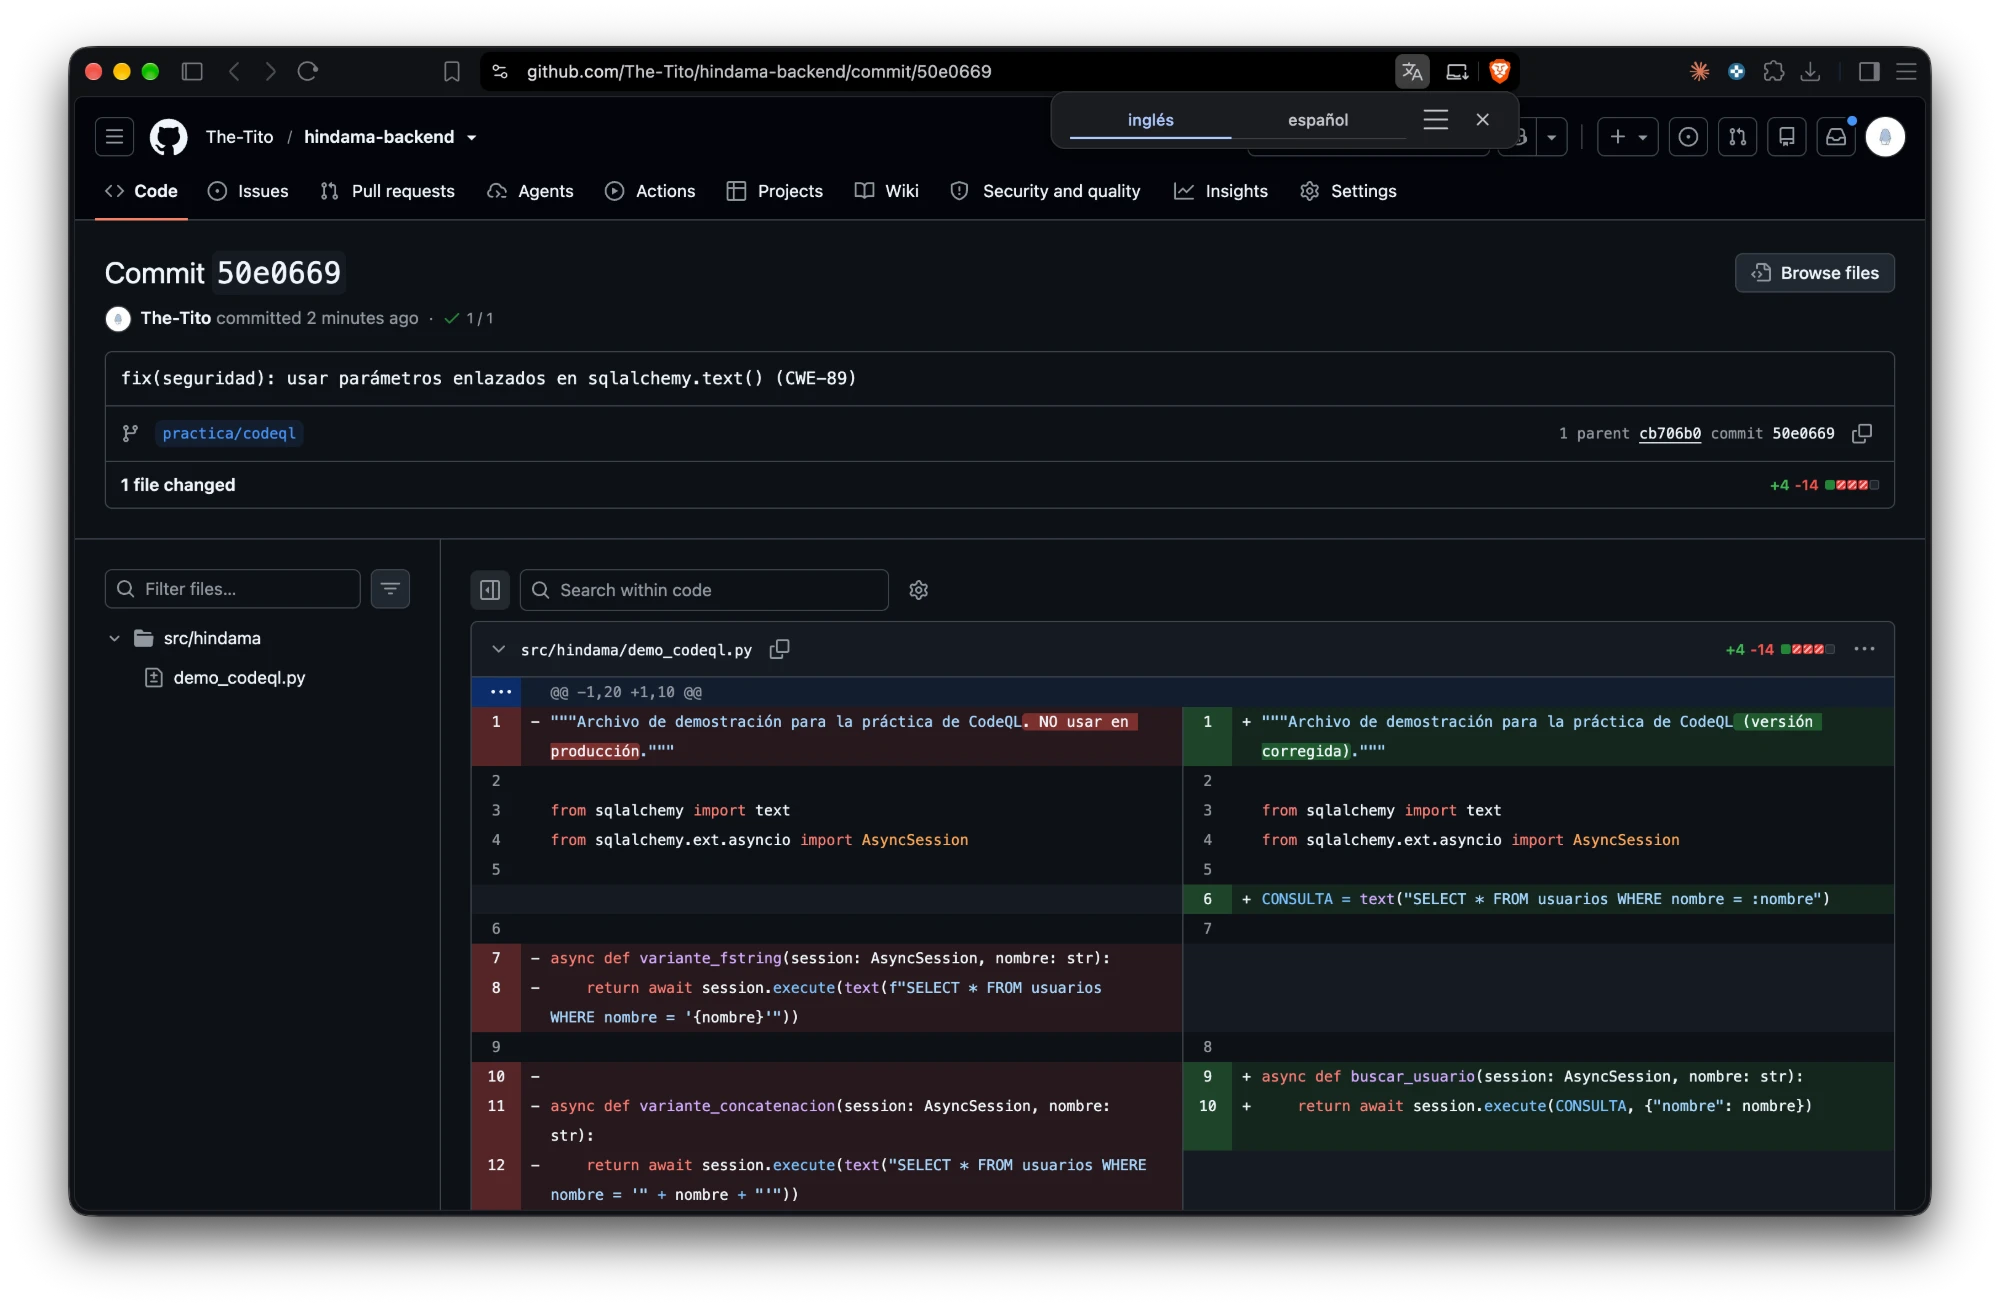 github.com/The-Tito/hindama-backend/commit/50e0669
inglés español
The-Tito / hindama-backend
Code Issues Pull requests Agents Actions Projects Wiki Security and quality Insights Settings
Commit 50e0669
Browse files
The-Tito committed 2 minutes ago · 1 / 1
fix(seguridad): usar parámetros enlazados en sqlalchemy.text() (CWE-89)
practica/codeql
1 parent cb706b0 commit 50e0669
1 file changed
+4 -14
Filter files...
src/hindama
demo_codeql.py
Search within code
src/hindama/demo_codeql.py
+4 -14
@@ -1,20 +1,10 @@
1 - """Archivo de demostración para la práctica de CodeQL. NO usar en
producción."""
2
3 from sqlalchemy import text
4 from sqlalchemy.ext.asyncio import AsyncSession
5
6
7 - async def variante_fstring(session: AsyncSession, nombre: str):
8 - return await session.execute(text(f"SELECT * FROM usuarios
WHERE nombre = '{nombre}'"))
9
10 -
11 - async def variante_concatenacion(session: AsyncSession, nombre:
str):
12 - return await session.execute(text("SELECT * FROM usuarios WHERE
nombre = '" + nombre + "'"))
1 + """Archivo de demostración para la práctica de CodeQL (versión
corregida)."""
2
3 from sqlalchemy import text
4 from sqlalchemy.ext.asyncio import AsyncSession
5
6 + CONSULTA = text("SELECT * FROM usuarios WHERE nombre = :nombre")
7
8
9 + async def buscar_usuario(session: AsyncSession, nombre: str):
10 + return await session.execute(CONSULTA, {"nombre": nombre})